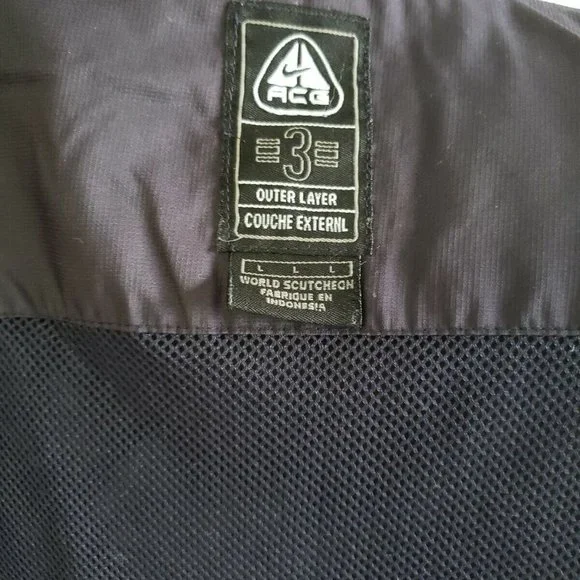 ACG
3
OUTER LAYER
COUCHE EXTERNL
L L L
WORLD SCUTCHEON
FABRIQUE EN
INDONESIA